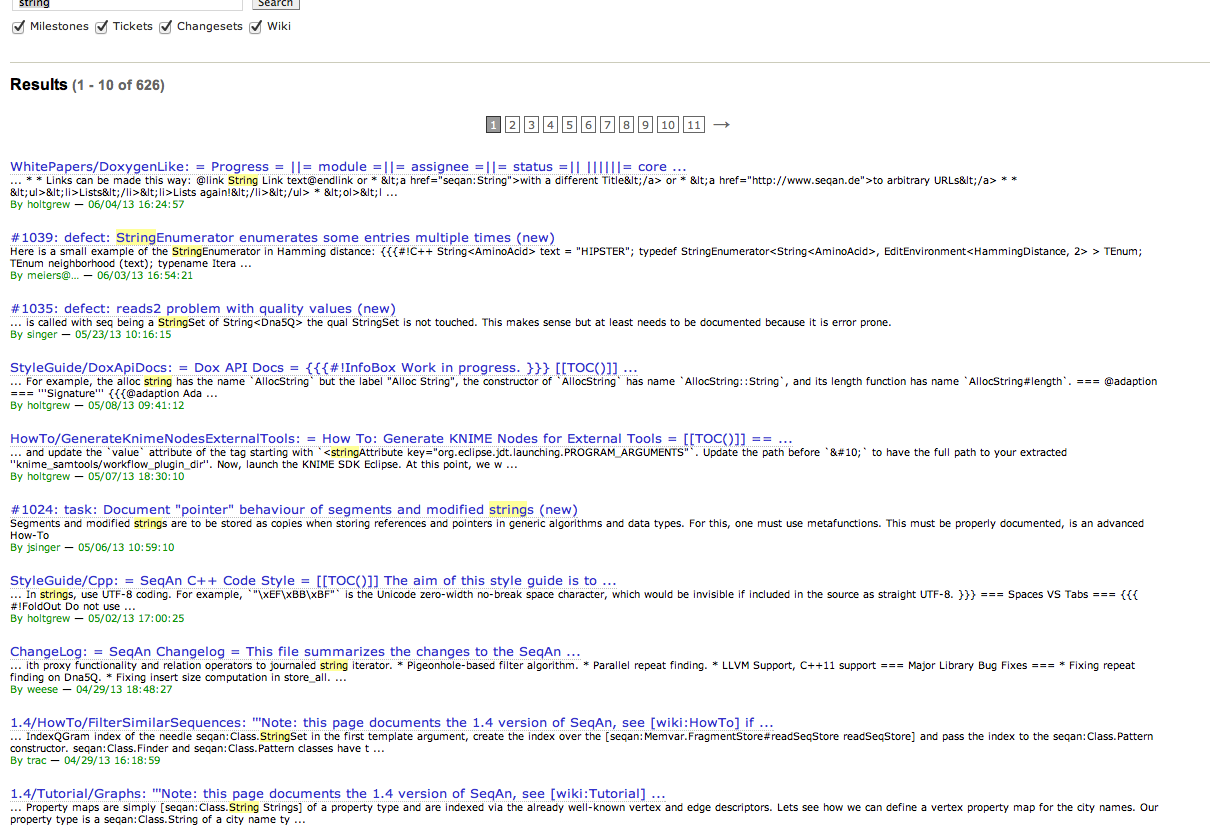 string
Search
Milestones Tickets Changesets Wiki
Results (1 - 10 of 626)
1 2 3 4 5 6 7 8 9 10 11 →
WhitePapers/DoxygenLike: = Progress = ||= module =||= assignee =||= status =|| ||||||= core ...
... * * Links can be made this way: @link String Link text@endlink or * &lt;a href="seqan:String">with a different Title&lt;/a> or * &lt;a href="http://www.seqan.de">to arbitrary URLs&lt;/a> * *
&lt;ul>&lt;li>Lists&lt;/li>&lt;li>Lists again!&lt;/li>&lt;/ul> * &lt;ol>&lt;l ...
By holtgrew — 06/04/13 16:24:57
#1039: defect: StringEnumerator enumerates some entries multiple times (new)
Here is a small example of the StringEnumerator in Hamming distance: {{{#!C++ String<AminoAcid> text = "HIPSTER"; typedef StringEnumerator<String<AminoAcid>, EditEnvironment<HammingDistance, 2> > TEnum;
TEnum neighborhood (text); typename Itera ...
By meiers@... — 06/03/13 16:54:21
#1035: defect: reads2 problem with quality values (new)
... is called with seq being a StringSet of String<Dna5Q> the qual StringSet is not touched. This makes sense but at least needs to be documented because it is error prone.
By singer — 05/23/13 10:16:15
StyleGuide/DoxApiDocs: = Dox API Docs = {{{#!InfoBox Work in progress. }}} [[TOC()]] ...
... For example, the alloc string has the name `AllocString` but the label "Alloc String", the constructor of `AllocString` has name `AllocString::String`, and its length function has name `AllocString#length`. === @adaption
=== '''Signature''' {{{@adaption Ada ...
By holtgrew — 05/08/13 09:41:12
HowTo/GenerateKnimeNodesExternalTools: = How To: Generate KNIME Nodes for External Tools = [[TOC()]] == ...
... and update the `value` attribute of the tag starting with `<stringAttribute key="org.eclipse.jdt.launching.PROGRAM_ARGUMENTS"`. Update the path before `&#10;` to have the full path to your extracted
''knime_samtools/workflow_plugin_dir''. Now, launch the KNIME SDK Eclipse. At this point, we w ...
By holtgrew — 05/07/13 18:30:10
#1024: task: Document "pointer" behaviour of segments and modified strings (new)
Segments and modified strings are to be stored as copies when storing references and pointers in generic algorithms and data types. For this, one must use metafunctions. This must be properly documented, is an advanced
How-To
By jsinger — 05/06/13 10:59:10
StyleGuide/Cpp: = SeqAn C++ Code Style = [[TOC()]] The aim of this style guide is to ...
... In strings, use UTF-8 coding. For example, `"\xEF\xBB\xBF"` is the Unicode zero-width no-break space character, which would be invisible if included in the source as straight UTF-8. }}} === Spaces VS Tabs === {{{
#!FoldOut Do not use ...
By holtgrew — 05/02/13 17:00:25
ChangeLog: = SeqAn Changelog = This file summarizes the changes to the SeqAn ...
... ith proxy functionality and relation operators to journaled string iterator. * Pigeonhole-based filter algorithm. * Parallel repeat finding. * LLVM Support, C++11 support === Major Library Bug Fixes === * Fixing repeat
finding on Dna5Q. * Fixing insert size computation in store_all. ...
By weese — 04/29/13 18:48:27
1.4/HowTo/FilterSimilarSequences: '''Note: this page documents the 1.4 version of SeqAn, see [wiki:HowTo] if ...
... IndexQGram index of the needle seqan:Class.StringSet in the first template argument, create the index over the [seqan:Memvar.FragmentStore#readSeqStore readSeqStore] and pass the index to the seqan:Class.Pattern
constructor. seqan:Class.Finder and seqan:Class.Pattern classes have t ...
By trac — 04/29/13 16:18:59
1.4/Tutorial/Graphs: '''Note: this page documents the 1.4 version of SeqAn, see [wiki:Tutorial] ...
... Property maps are simply [seqan:Class.String Strings] of a property type and are indexed via the already well-known vertex and edge descriptors. Lets see how we can define a vertex property map for the city names. Our
property type is a seqan:Class.String of a city name ty ...